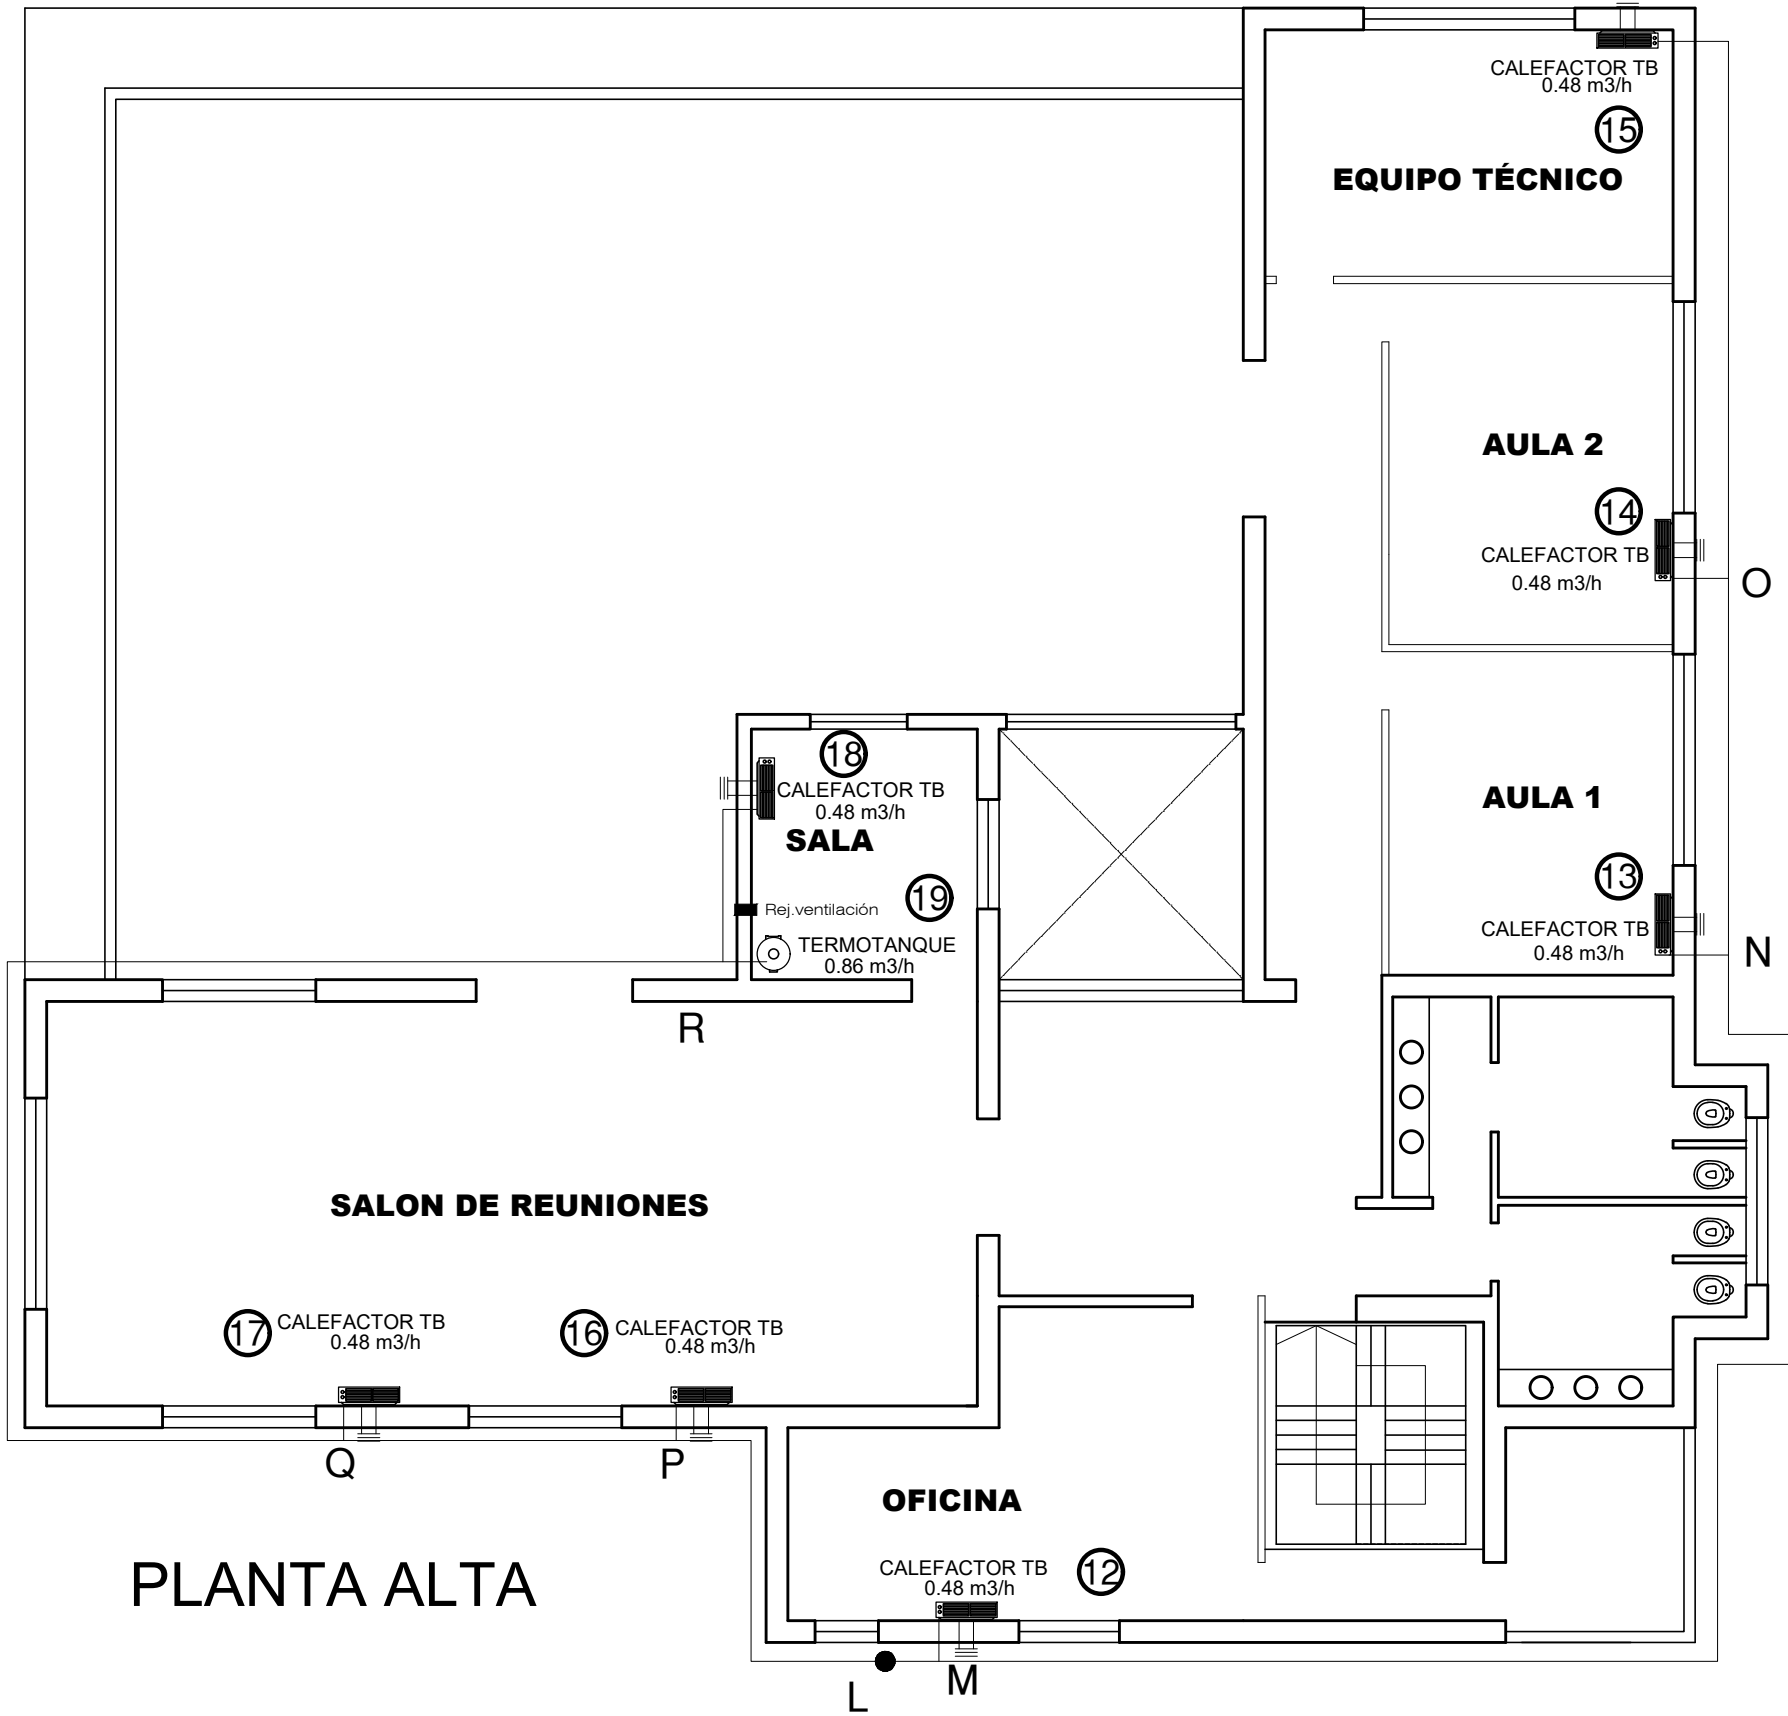 CALEFACTOR TB
0.48 m3/h
15
EQUIPO TÉCNICO
AULA 2
14
CALEFACTOR TB
0.48 m3/h
O
18
CALEFACTOR TB
0.48 m3/h
SALA
AULA 1
13
19
Rej.ventilación
CALEFACTOR TB
0.48 m3/h
N
TERMOTANQUE
0.86 m3/h
R
SALON DE REUNIONES
17
CALEFACTOR TB
0.48 m3/h
16
CALEFACTOR TB
0.48 m3/h
Q
P
OFICINA
PLANTA ALTA
CALEFACTOR TB
0.48 m3/h
12
L
M